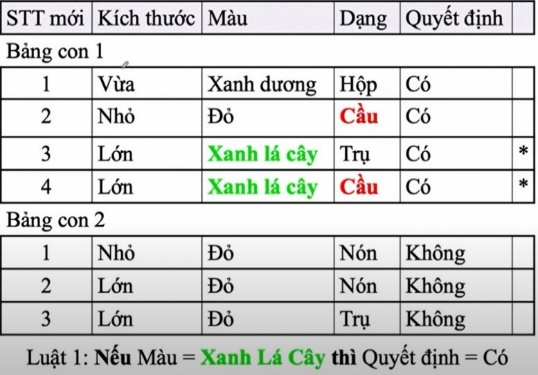 STT mới Kích thước Màu Dạng Quyết định
Bảng con 1
1 Vừa Xanh dương Hộp Có
2 Nhỏ Đỏ Cầu Có
3 Lớn Xanh lá cây Trụ Có *
4 Lớn Xanh lá cây Cầu Có *
Bảng con 2
1 Nhỏ Đỏ Nón Không
2 Lớn Đỏ Nón Không
3 Lớn Đỏ Trụ Không
Luật 1: Nếu Màu = Xanh Lá Cây thì Quyết định = Có